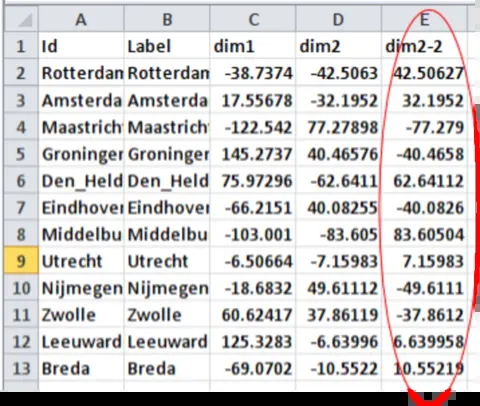 A B C D E
1 Id Label dim1 dim2 dim2-2
2 Rotterdam Rotterdam -38.7374 -42.5063 42.50627
3 Amsterda Amsterda 17.55678 -32.1952 32.1952
4 Maastrich Maastrich -122.542 77.27898 -77.279
5 Groninger Groninger 145.2737 40.46576 -40.4658
6 Den_Held Den_Held 75.97296 -62.6411 62.64112
7 Eindhover Eindhover -66.2151 40.08255 -40.0826
8 Middelbu Middelbu -103.001 -83.605 83.60504
9 Utrecht Utrecht -6.50664 -7.15983 7.15983
10 Nijmegen Nijmegen -18.6832 49.61112 -49.6111
11 Zwolle Zwolle 60.62417 37.86119 -37.8612
12 Leeuward Leeuward 125.3283 -6.63996 6.639958
13 Breda Breda -69.0702 -10.5522 10.55219